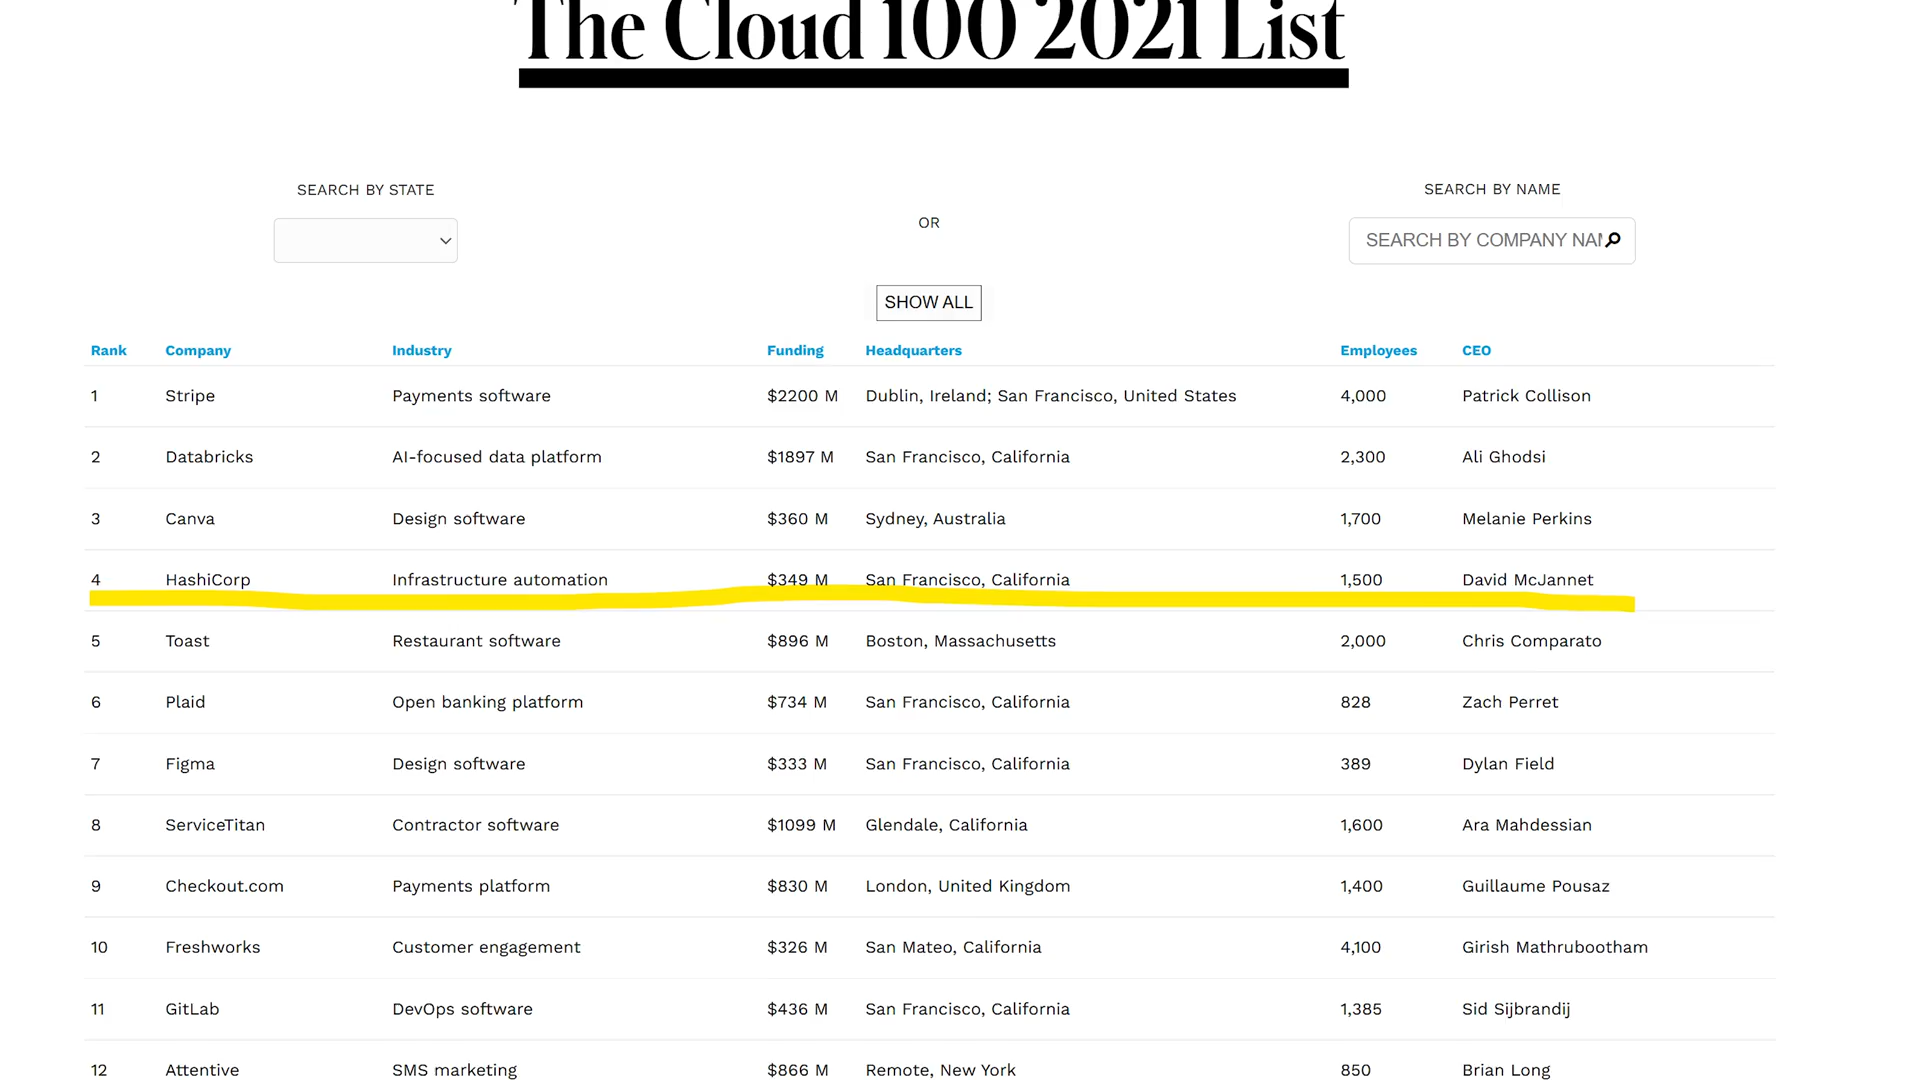 The Cloud 100 2021 List
SEARCH BY STATE
OR
SEARCH BY NAME
SEARCH BY COMPANY NAM
SHOW ALL
Rank Company Industry Funding Headquarters Employees CEO
1 Stripe Payments software $2200 M Dublin, Ireland; San Francisco, United States 4,000 Patrick Collison
2 Databricks AI-focused data platform $1897 M San Francisco, California 2,300 Ali Ghodsi
3 Canva Design software $360 M Sydney, Australia 1,700 Melanie Perkins
4 HashiCorp Infrastructure automation $349 M San Francisco, California 1,500 David McJannet
5 Toast Restaurant software $896 M Boston, Massachusetts 2,000 Chris Comparato
6 Plaid Open banking platform $734 M San Francisco, California 828 Zach Perret
7 Figma Design software $333 M San Francisco, California 389 Dylan Field
8 ServiceTitan Contractor software $1099 M Glendale, California 1,600 Ara Mahdessian
9 Checkout.com Payments platform $830 M London, United Kingdom 1,400 Guillaume Pousaz
10 Freshworks Customer engagement $326 M San Mateo, California 4,100 Girish Mathrubootham
11 GitLab DevOps software $436 M San Francisco, California 1,385 Sid Sijbrandij
12 Attentive SMS marketing $866 M Remote, New York 850 Brian Long